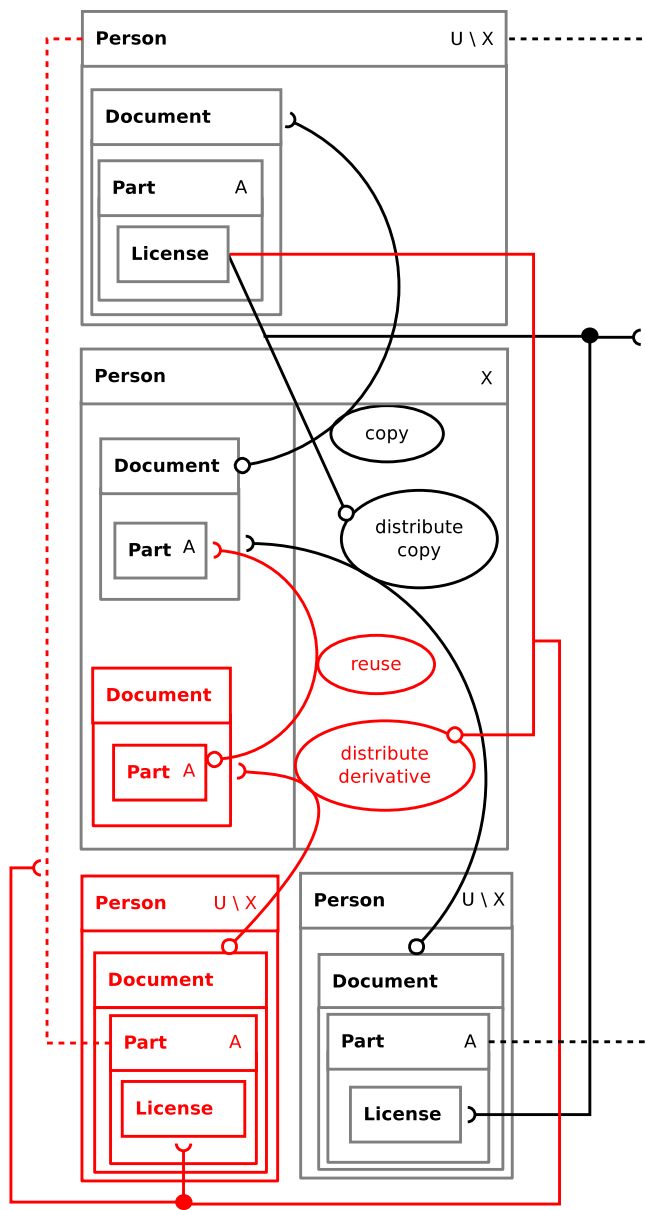 Person U \ X
Document
Part A
License
Person X
copy
Document
distribute
copy
Part A
reuse
Document
distribute
derivative
Part A
Person U \ X
Person U \ X
Document
Document
Part A
Part A
License
License